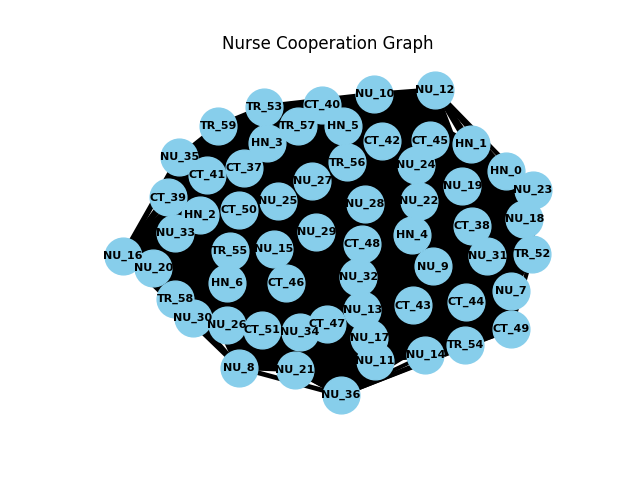 Nurse Cooperation Graph
NU_12
NU_10
CT_40
TR_53
TR_59
TR_57
HN_5
HN_3
CT_42
CT_45
HN_1
NU_35
TR_56
NU_24
CT_37
CT_41
HN_0
NU_27
NU_19
NU_23
CT_39
NU_25
NU_22
NU_28
CT_50
HN_2
NU_18
CT_38
NU_33
NU_29
HN_4
CT_48
NU_15
TR_55
TR_52
NU_31
NU_16
NU_20
NU_9
NU_32
HN_6
CT_46
NU_7
TR_58
CT_44
CT_43
NU_13
NU_30
NU_26
CT_47
CT_51
NU_34
CT_49
NU_17
TR_54
NU_14
NU_11
NU_8
NU_21
NU_36